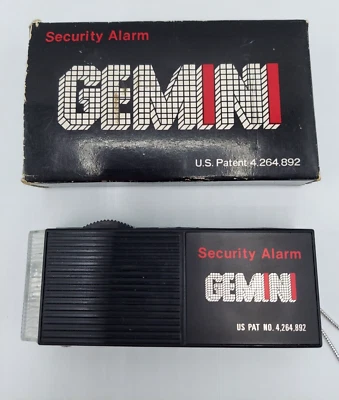 Security Alarm
GEMINI
U.S. Patent 4,264,892
Security Alarm
GEMINI
US PAT NO. 4,264,892